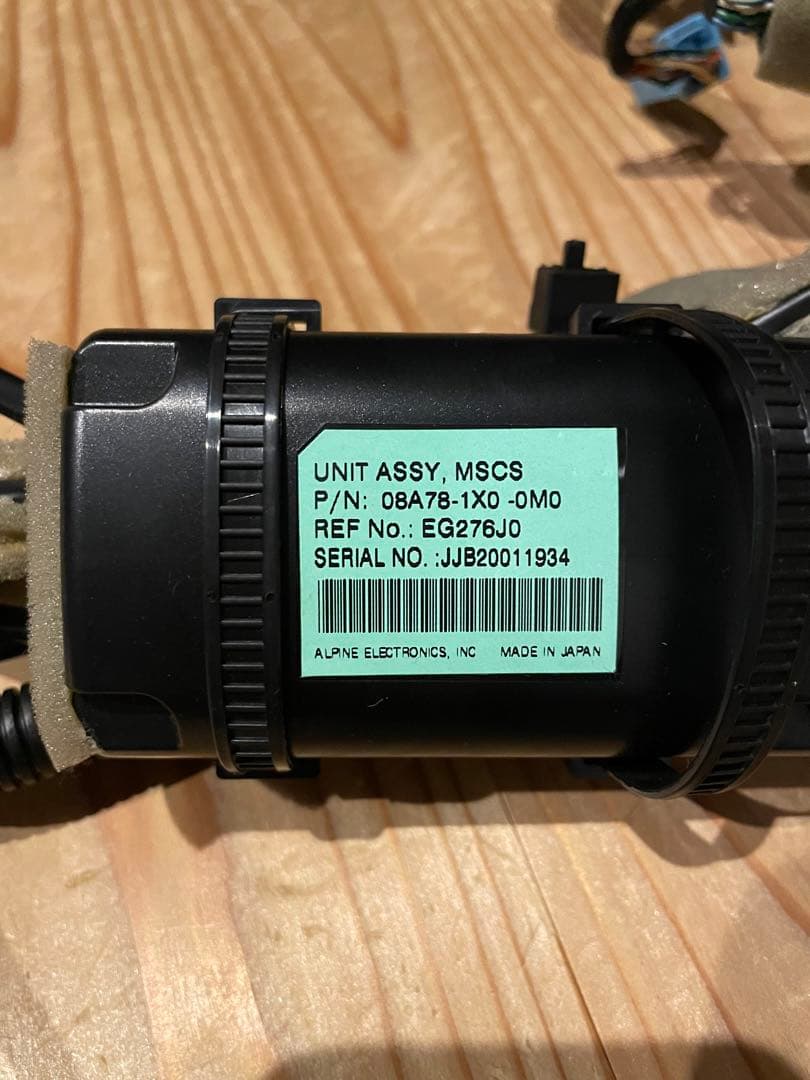 UNIT ASSY, MSCS
P/N: 08A78-1X0 -0M0
REF No.: EG276J0
SERIAL NO. :JJB20011934
ALPINE ELECTRONICS, INC MADE IN JAPAN